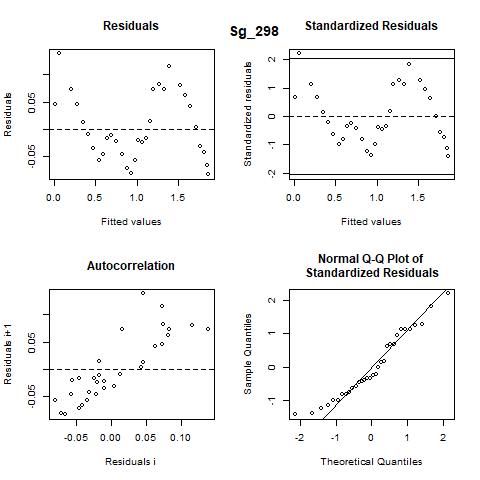 Sg_298
Residuals
Residuals
0.05
-0.05
0.0 0.5 1.0 1.5
Fitted values
Standardized Residuals
Standardized residuals
2
1
0
-1
-2
0.0 0.5 1.0 1.5
Fitted values
Autocorrelation
Residuals i+1
0.05
-0.05
-0.05 0.00 0.05 0.10
Residuals i
Normal Q-Q Plot of
Standardized Residuals
Sample Quantiles
2
1
0
-1
-2 -1 0 1 2
Theoretical Quantiles